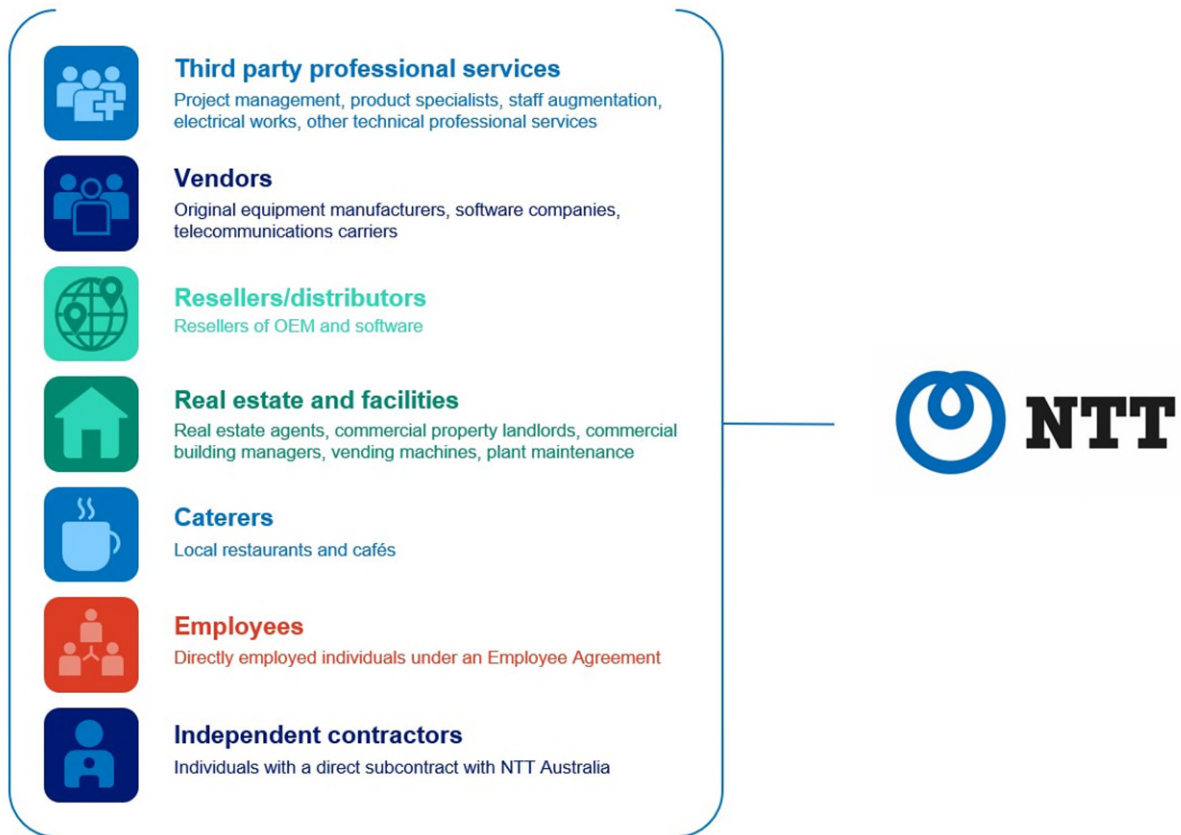 Third party professional services
Project management, product specialists, staff augmentation,
electrical works, other technical professional services
Vendors
Original equipment manufacturers, software companies,
telecommunications carriers
Resellers/distributors
Resellers of OEM and software
Real estate and facilities
Real estate agents, commercial property landlords, commercial
building managers, vending machines, plant maintenance
Caterers
Local restaurants and cafés
Employees
Directly employed individuals under an Employee Agreement
Independent contractors
Individuals with a direct subcontract with NTT Australia
NTT